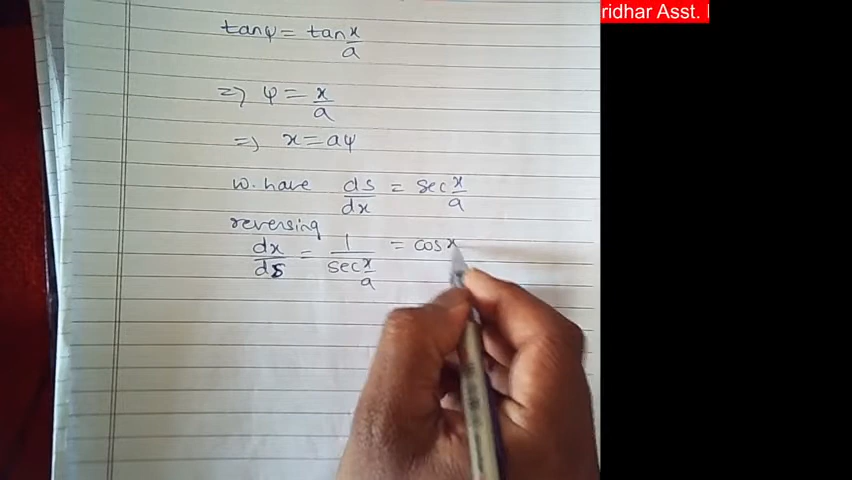 ridhar Asst.
tanψ = tan x/a
=> ψ = x/a
=> x = aψ
W. have ds/dx = sec x/a
reversing
dx/ds = 1/(sec x/a) = cos x